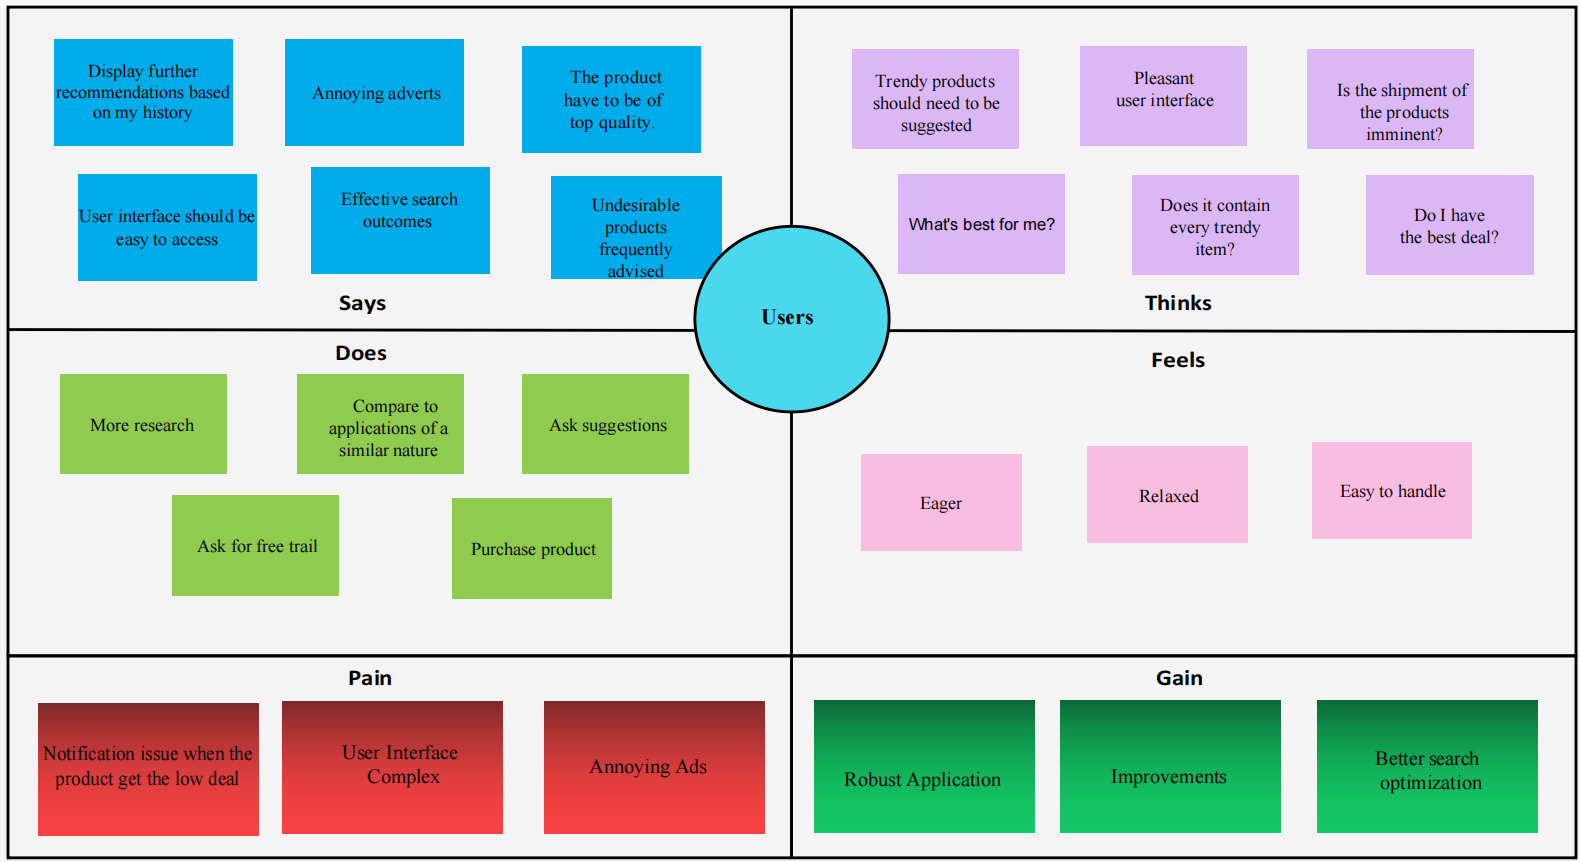 Display further
recommendations based
on my history
Annoying adverts
The product
have to be of
top quality.
User interface should be
easy to access
Effective search
outcomes
Undesirable
products
frequently
advised
Says
Trendy products
should need to be
suggested
Pleasant
user interface
Is the shipment of
the products
imminent?
What's best for me?
Does it contain
every trendy
item?
Do I have
the best deal?
Thinks
Users
Does
More research
Compare to
applications of a
similar nature
Ask suggestions
Ask for free trail
Purchase product
Feels
Eager
Relaxed
Easy to handle
Pain
Notification issue when the
product get the low deal
User Interface
Complex
Annoying Ads
Gain
Robust Application
Improvements
Better search
optimization